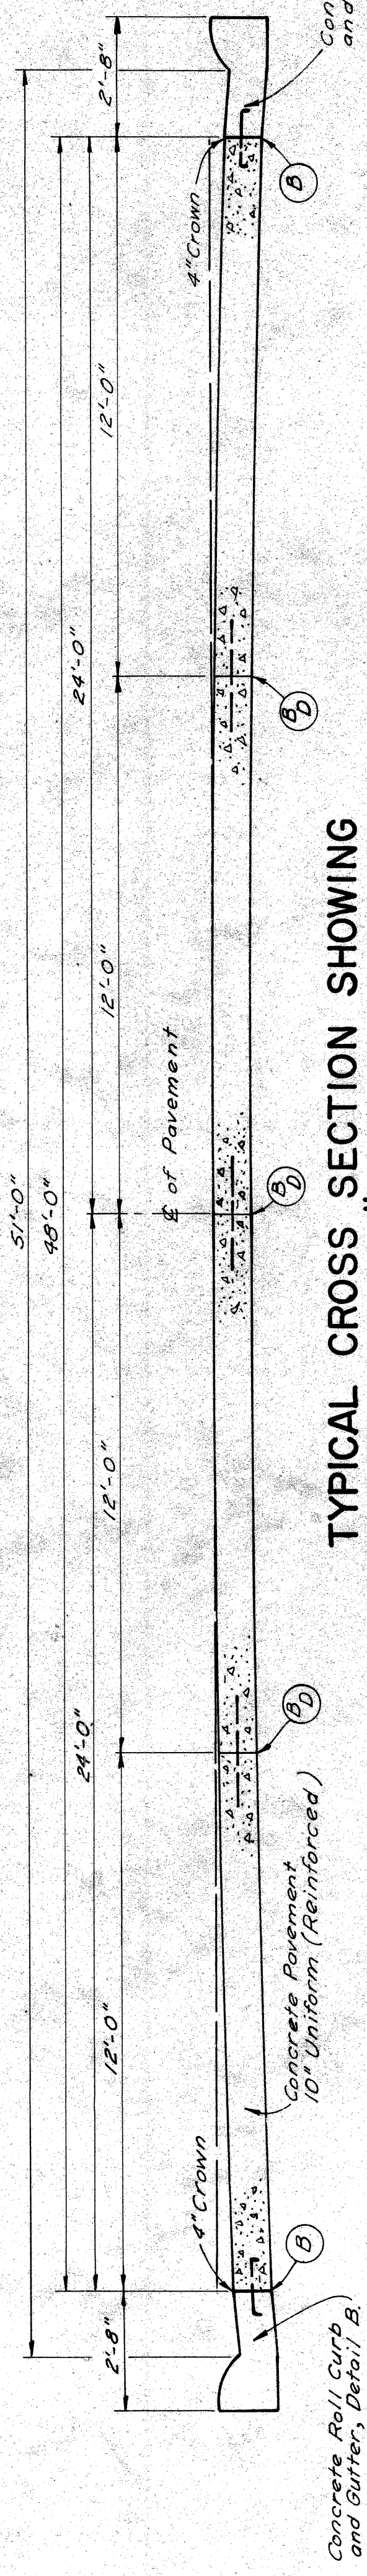 51'-0"
48'-0"
24'-0"
24'-0"
2'-8"
12'-0"
12'-0"
12'-0"
12'-0"
2'-8"
4" Crown
℄ of Pavement
4" Crown
Concrete Pavement
10" Uniform (Reinforced)
B
B
D
B
D
B
D
B
Concrete Roll Curb
and Gutter, Detail B.
Con
and
TYPICAL CROSS SECTION SHOWING